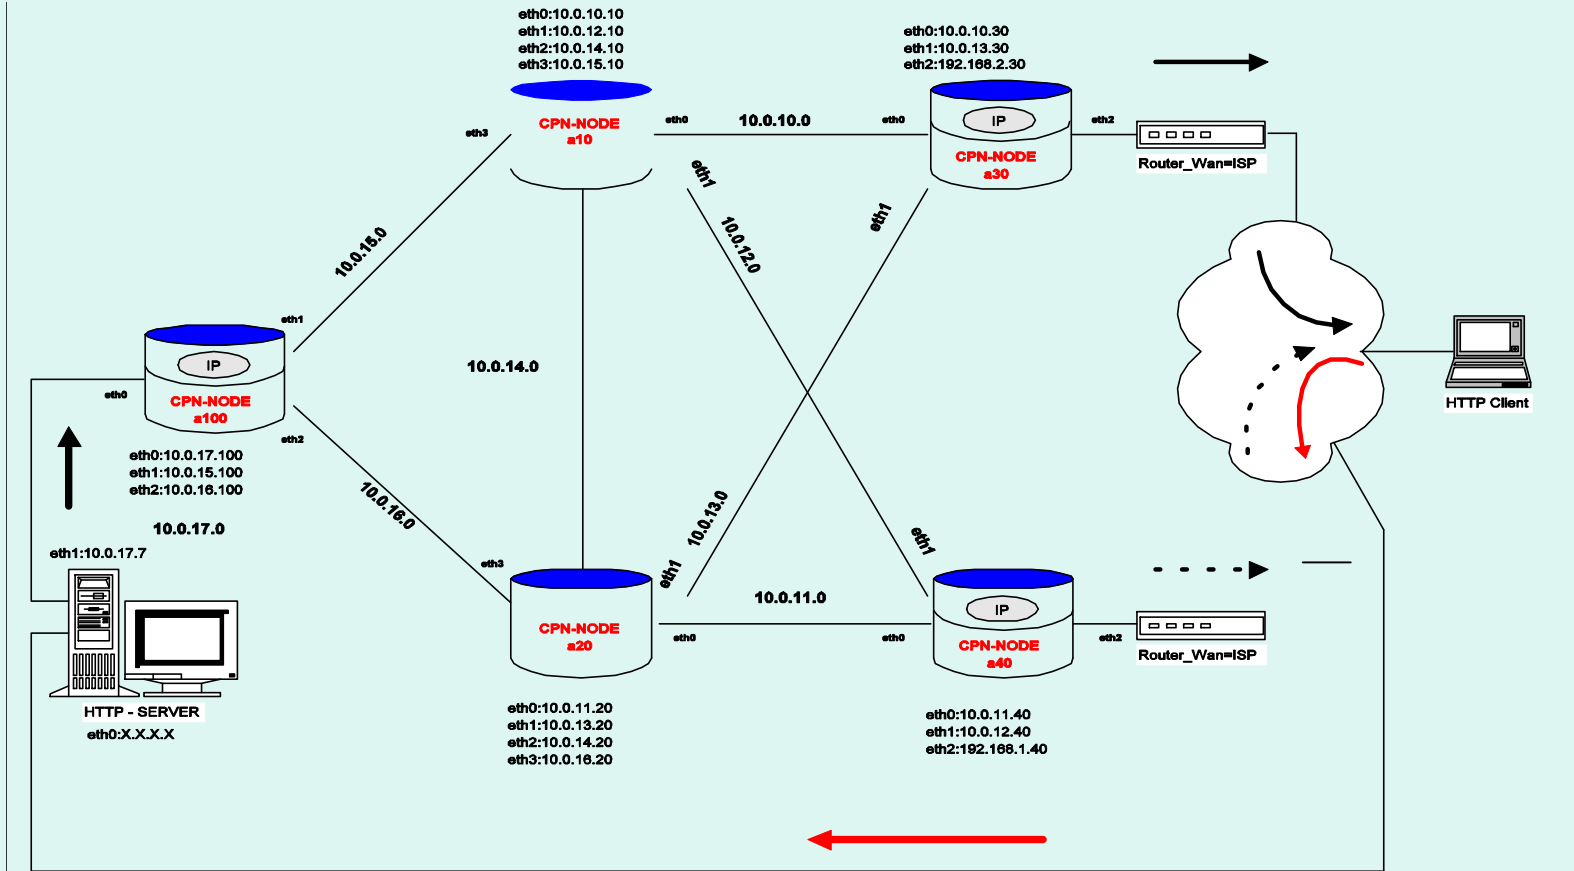 eth0:10.0.10.10
eth1:10.0.12.10
eth2:10.0.14.10
eth3:10.0.15.10
eth0:10.0.10.30
eth1:10.0.13.30
eth2:192.168.2.30
eth3
CPN-NODE
a10
eth0
10.0.10.0
eth0
IP
CPN-NODE
a30
eth2
Router_Wan=ISP
eth1
10.0.12.0
eth1
10.0.15.0
eth1
IP
CPN-NODE
a100
eth0
eth2
10.0.14.0
HTTP Client
eth0:10.0.17.100
eth1:10.0.15.100
eth2:10.0.16.100
10.0.17.0
10.0.16.0
10.0.13.0
eth1
eth1:10.0.17.7
eth3
eth1
CPN-NODE
a20
eth0
10.0.11.0
eth0
IP
CPN-NODE
a40
eth2
Router_Wan=ISP
HTTP - SERVER
eth0:X.X.X.X
eth0:10.0.11.20
eth1:10.0.13.20
eth2:10.0.14.20
eth3:10.0.16.20
eth0:10.0.11.40
eth1:10.0.12.40
eth2:192.168.1.40